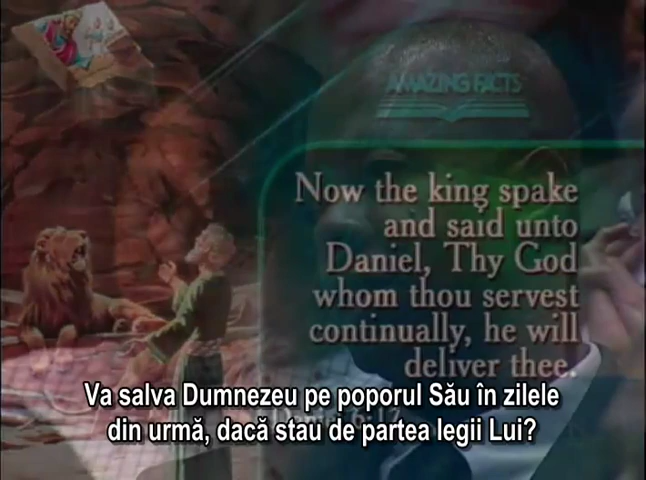 AMAZING FACTS
Now the king spake
and said unto
Daniel, Thy God
whom thou servest
continually, he will
deliver thee.
Va salva Dumnezeu pe poporul Său în zilele
din urmă, dacă stau de partea legii Lui?